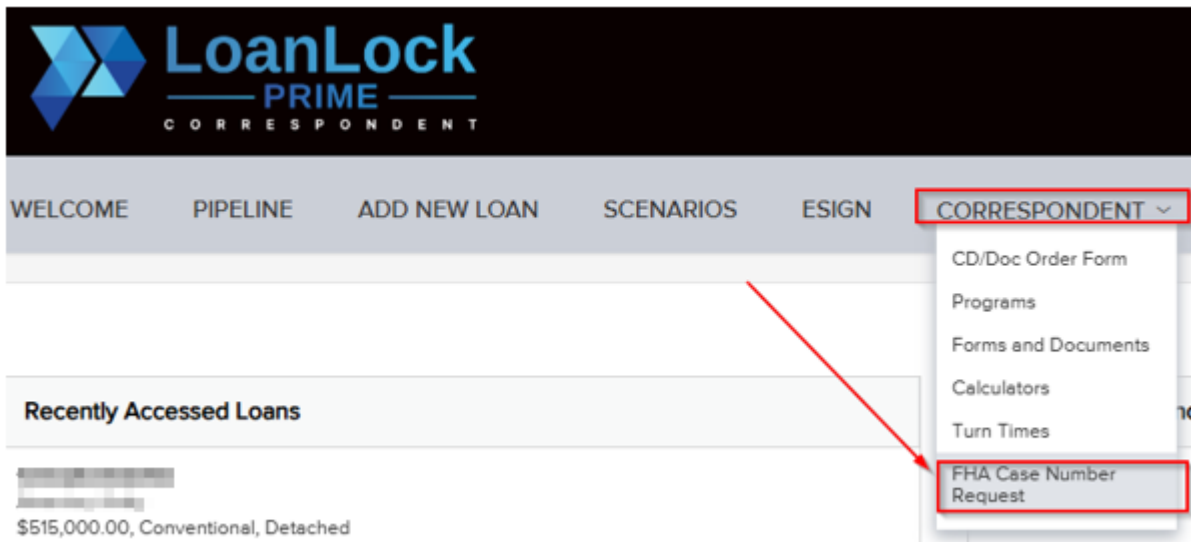 LoanLock
PRIME
CORRESPONDENT
WELCOME PIPELINE ADD NEW LOAN SCENARIOS ESIGN CORRESPONDENT
CD/Doc Order Form
Programs
Forms and Documents
Calculators
Turn Times
FHA Case Number
Request
Recently Accessed Loans
$515,000.00, Conventional, Detached